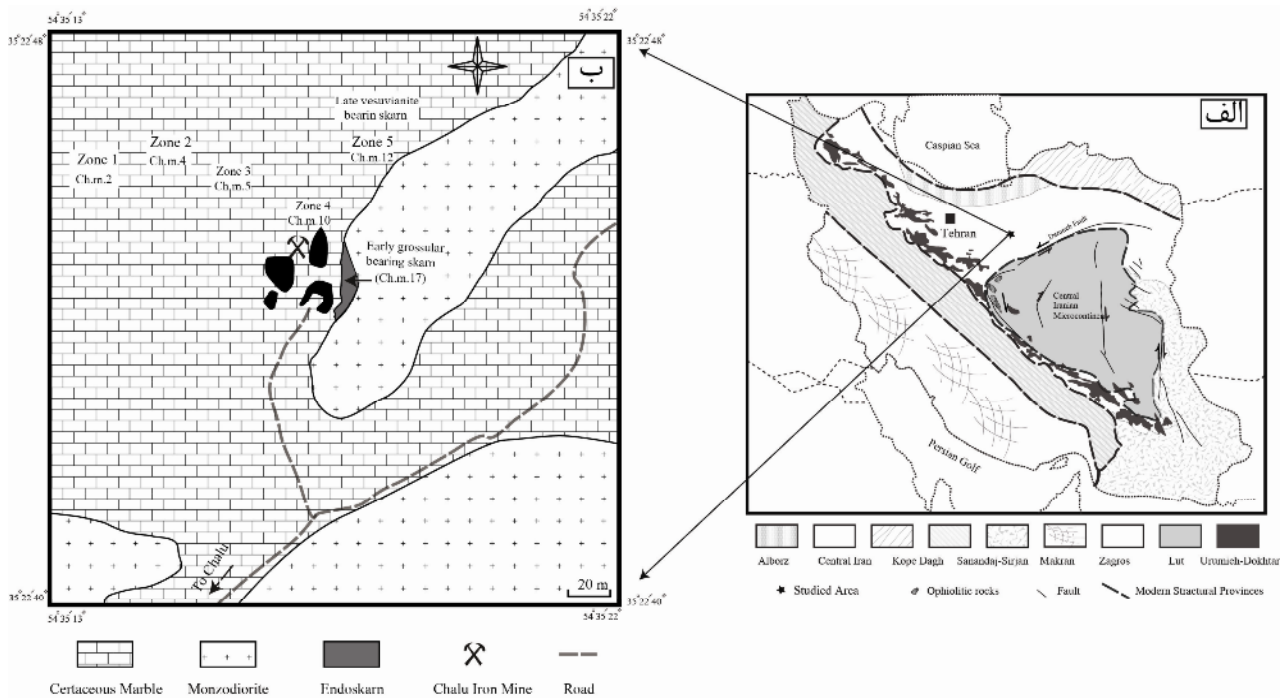 54 35 13
54 35 22
35 22 48
35 22 48
ب
Late vesuvianite
bearin skarn
Zone 1
Ch.m.2
Zone 2
Ch.m.4
Zone 3
Ch.m.5
Zone 5
Ch.m.12
Zone 4
Ch.m.10
Early grossular
bearing skarn
(Ch.m.17)
To Chalu
20 m
35 22 40
35 22 40
54 35 13
54 35 22
Certaceous Marble
Monzodiorite
Endoskarn
Chalu Iron Mine
Road
الف
Caspian Sea
Tehran
Central
Iranian
Microcontinent
Persian Golf
Alborz
Central Iran
Kope Dagh
Sanandaj-Sirjan
Makran
Zagros
Lut
Urumieh-Dokhtar
Studied Area
Ophiolitic rocks
Fault
Modern Structural Provinces